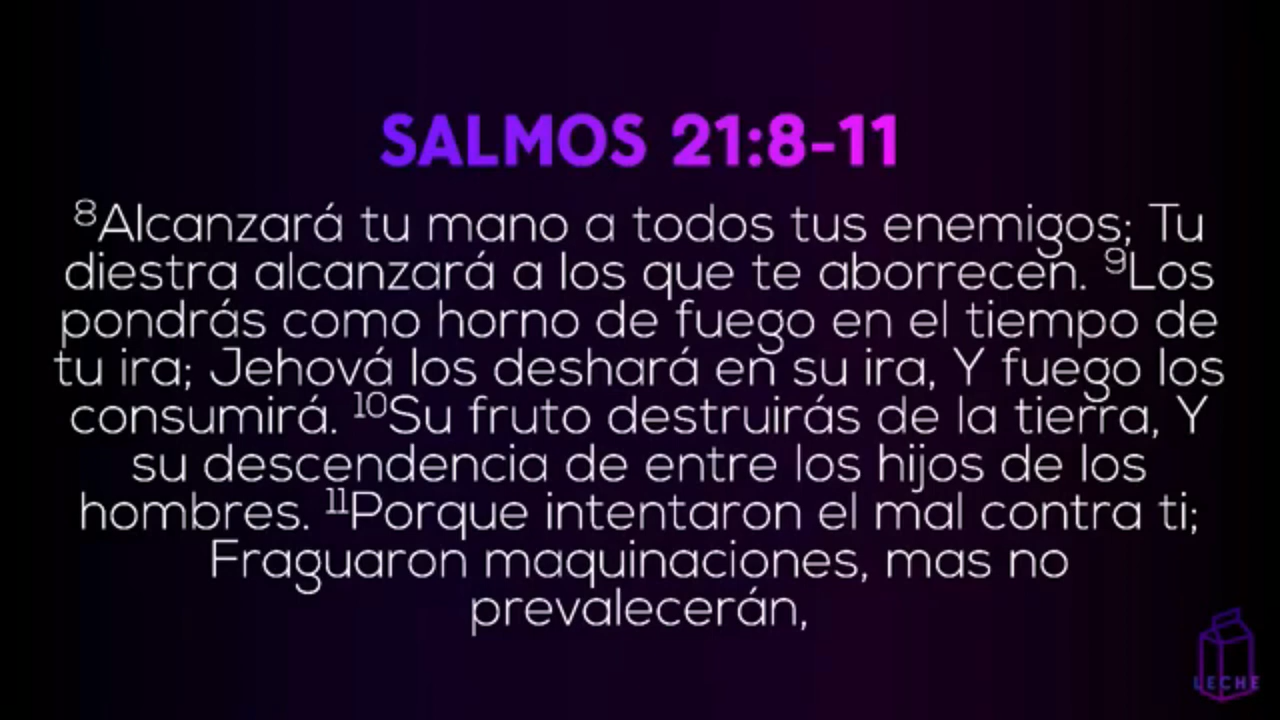 SALMOS 21:8-11
⁸Alcanzará tu mano a todos tus enemigos; Tu
diestra alcanzará a los que te aborrecen. ⁹Los
pondrás como horno de fuego en el tiempo de
tu ira; Jehová los deshará en su ira, Y fuego los
consumirá. ¹⁰Su fruto destruirás de la tierra, Y
su descendencia de entre los hijos de los
hombres. ¹¹Porque intentaron el mal contra ti;
Fraguaron maquinaciones, mas no
prevalecerán,
LECHE